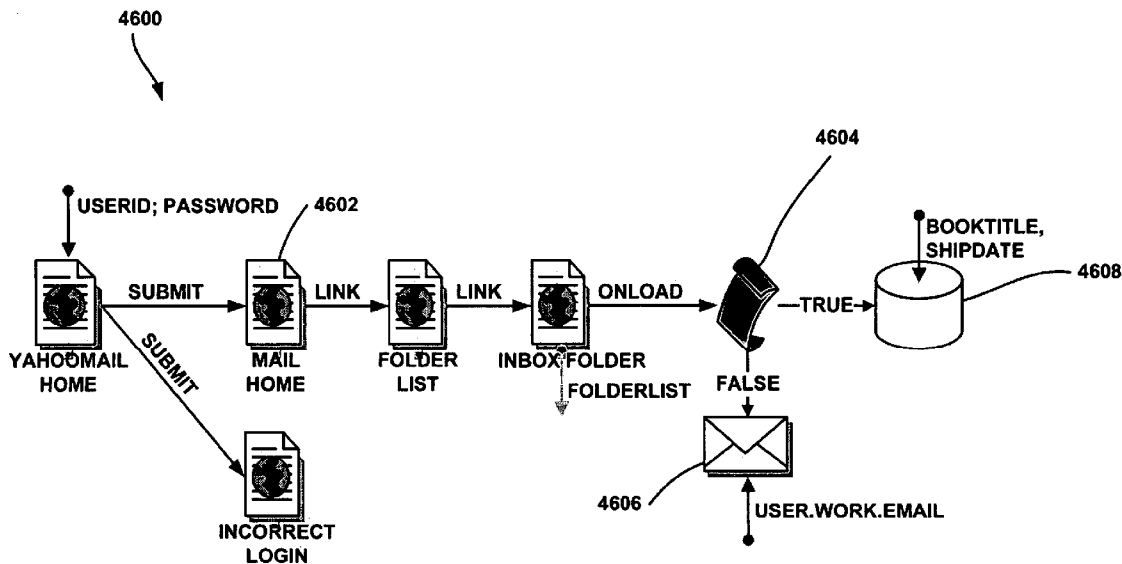 4600
4604
USERID; PASSWORD
4602
BOOKTITLE,
SHIPDATE
4608
SUBMIT
LINK
LINK
ONLOAD
TRUE
YAHOOMAIL
HOME
SUBMIT
MAIL
HOME
FOLDER
LIST
INBOX FOLDER
FOLDERLIST
FALSE
4606
USER.WORK.EMAIL
INCORRECT
LOGIN